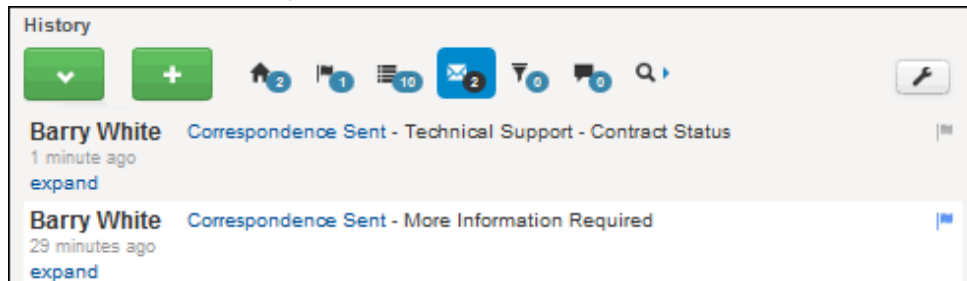 History
2 1 10 2 0 0
Barry White Correspondence Sent - Technical Support - Contract Status
1 minute ago
expand
Barry White Correspondence Sent - More Information Required
29 minutes ago
expand